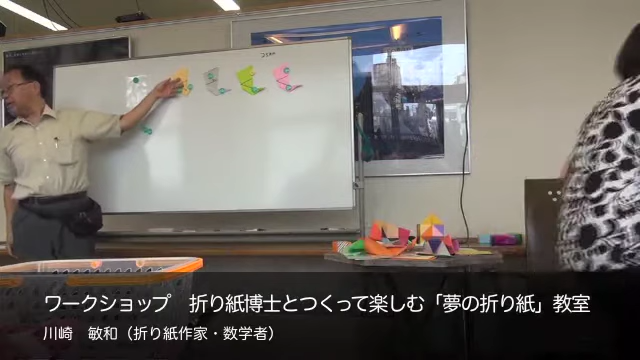 ワークショップ　折り紙博士とつくって楽しむ「夢の折り紙」教室
川崎　敏和（折り紙作家・数学者）